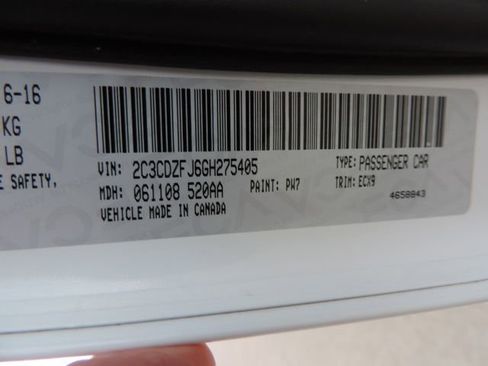 6-16
KG
LB
E SAFETY,
VIN: 2C3CDZFJ6GH275405
TYPE: PASSENGER CAR
MDH: 061108 520AA
PAINT: PW7
TRIM: ECX9
VEHICLE MADE IN CANADA
4658943